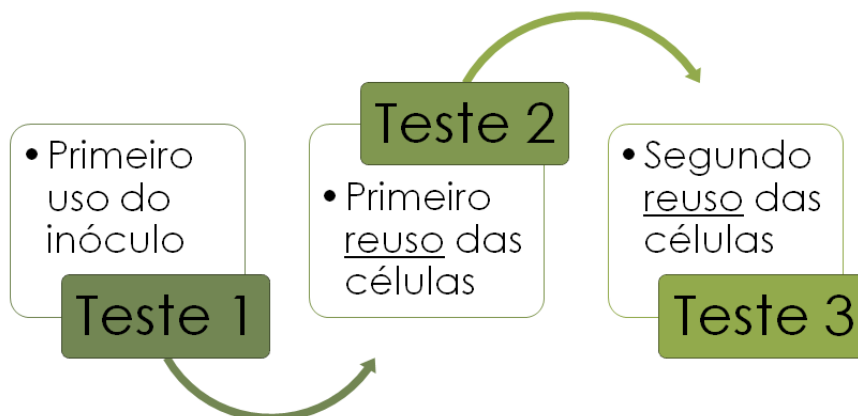 • Primeiro
uso do
inóculo
Teste 1
Teste 2
• Primeiro
reuso das
células
• Segundo
reuso das
células
Teste 3